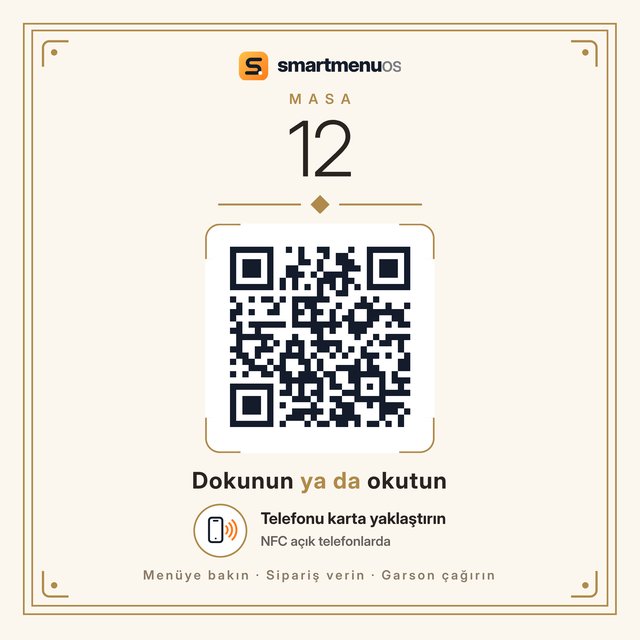 smartmenuos
MASA
12
Dokunun ya da okutun
Telefonu karta yaklaştırın
NFC açık telefonlarda
Menüye bakın · Sipariş verin · Garson çağırın